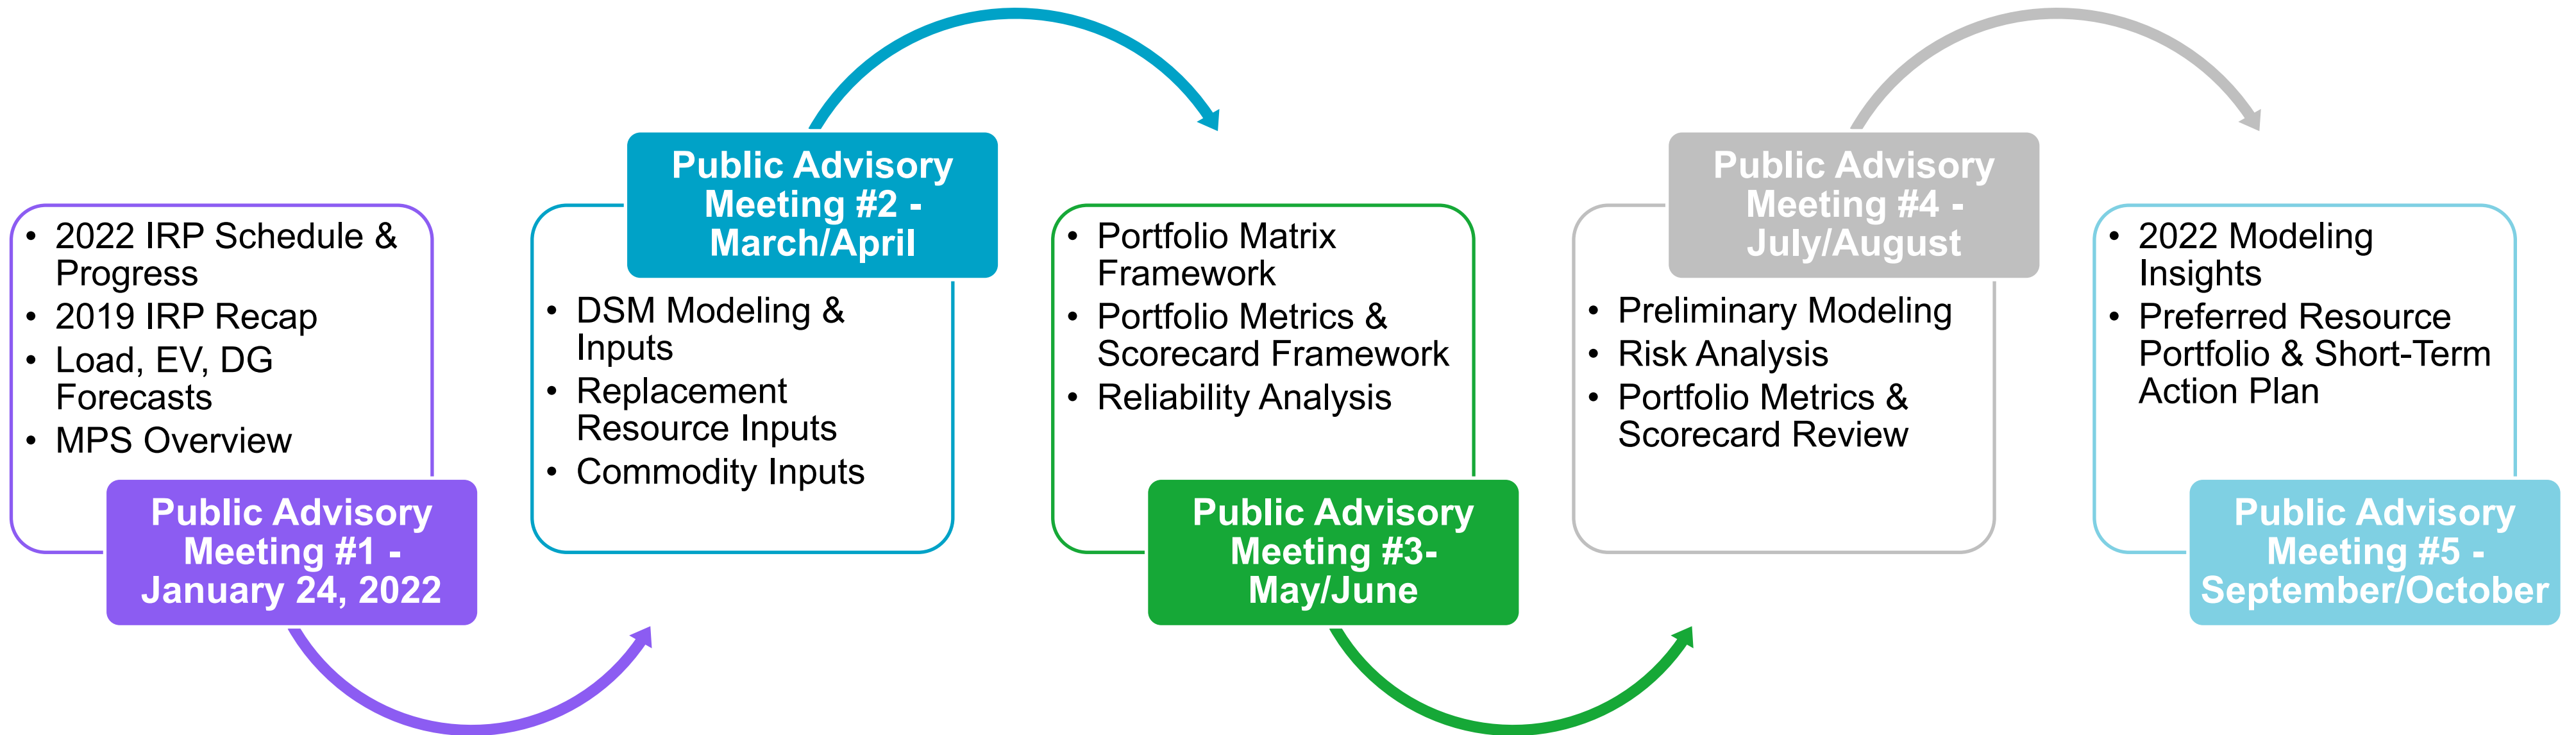 • 2022 IRP Schedule &
Progress
• 2019 IRP Recap
• Load, EV, DG
Forecasts
• MPS Overview
Public Advisory
Meeting #1 -
January 24, 2022
Public Advisory
Meeting #2 -
March/April
• DSM Modeling &
Inputs
• Replacement
Resource Inputs
• Commodity Inputs
• Portfolio Matrix
Framework
• Portfolio Metrics &
Scorecard Framework
• Reliability Analysis
Public Advisory
Meeting #3-
May/June
Public Advisory
Meeting #4 -
July/August
• Preliminary Modeling
• Risk Analysis
• Portfolio Metrics &
Scorecard Review
• 2022 Modeling
Insights
• Preferred Resource
Portfolio & Short-Term
Action Plan
Public Advisory
Meeting #5 -
September/October